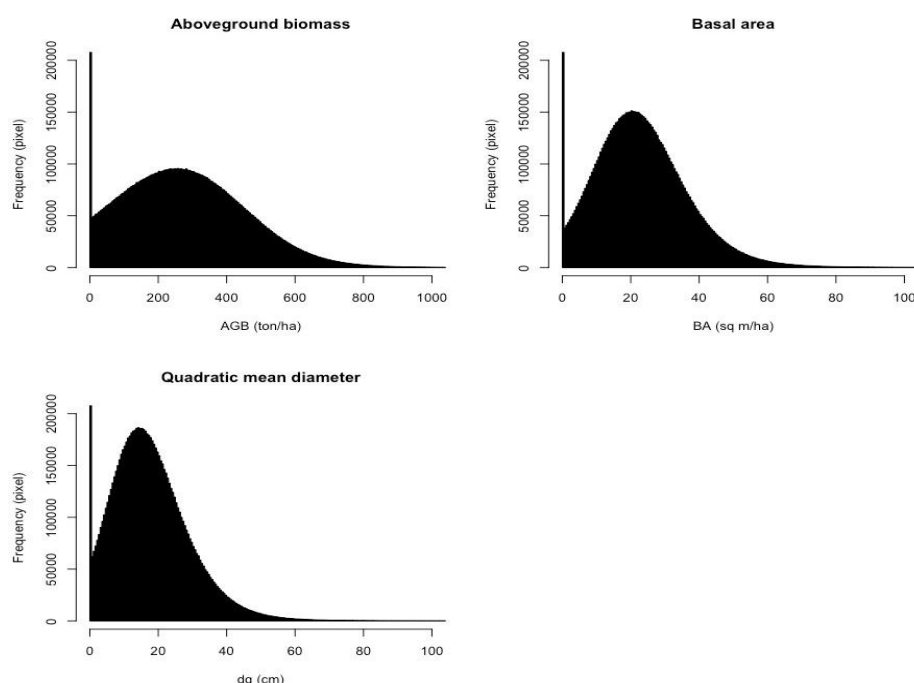 Aboveground biomass
Frequency (pixel)
0 50000 100000 150000 200000
0 200 400 600 800 1000
AGB (ton/ha)
Basal area
Frequency (pixel)
0 50000 100000 150000 200000
0 20 40 60 80 100
BA (sq m/ha)
Quadratic mean diameter
Frequency (pixel)
0 50000 100000 150000 200000
0 20 40 60 80 100
dq (cm)